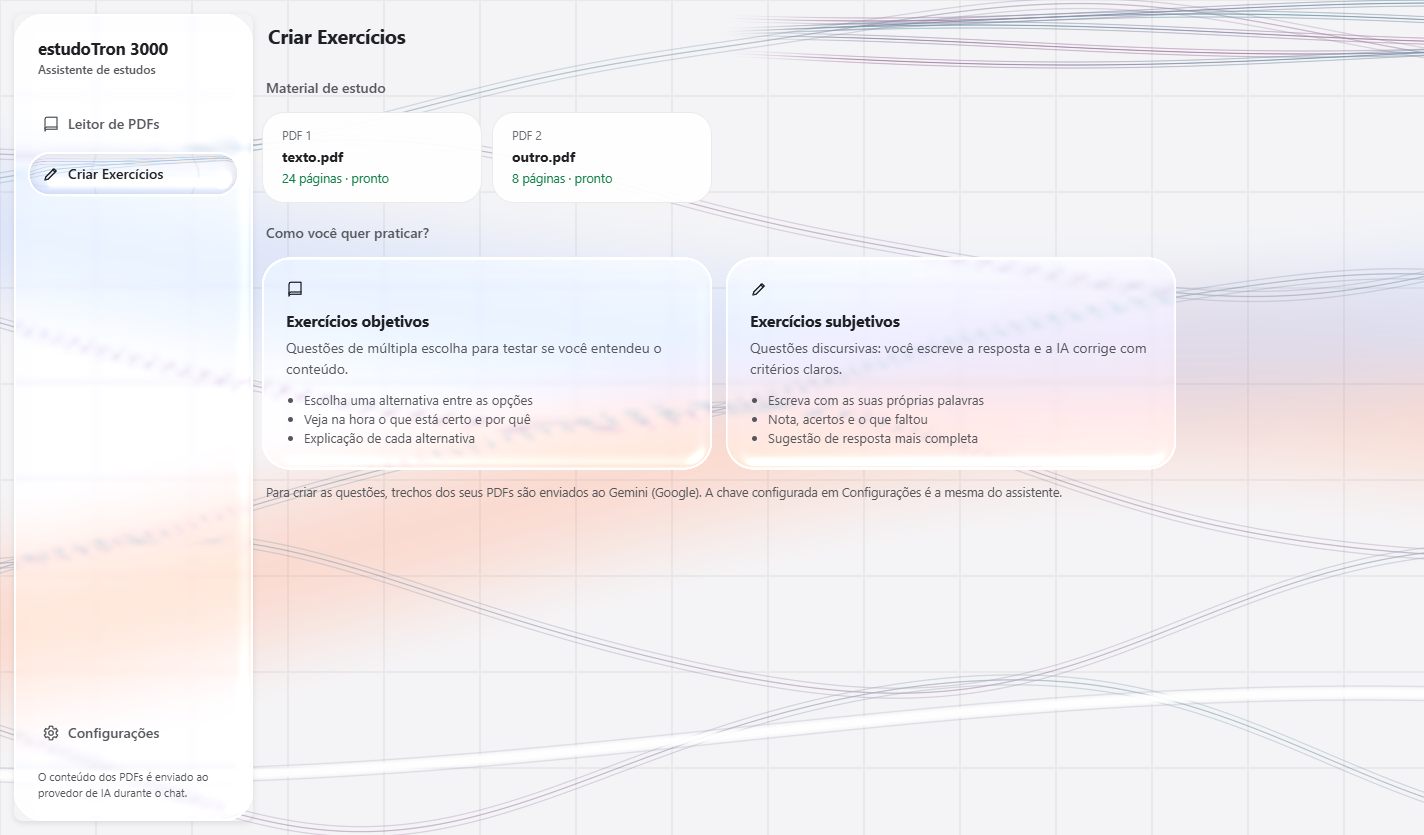 estudoTron 3000
Assistente de estudos
Leitor de PDFs
Criar Exercícios
Configurações
O conteúdo dos PDFs é enviado ao
provedor de IA durante o chat.
Criar Exercícios
Material de estudo
PDF 1
texto.pdf
24 páginas · pronto
PDF 2
outro.pdf
8 páginas · pronto
Como você quer praticar?
Exercícios objetivos
Questões de múltipla escolha para testar se você entendeu o
conteúdo.
• Escolha uma alternativa entre as opções
• Veja na hora o que está certo e por quê
• Explicação de cada alternativa
Exercícios subjetivos
Questões discursivas: você escreve a resposta e a IA corrige com
critérios claros.
• Escreva com as suas próprias palavras
• Nota, acertos e o que faltou
• Sugestão de resposta mais completa
Para criar as questões, trechos dos seus PDFs são enviados ao Gemini (Google). A chave configurada em Configurações é a mesma do assistente.